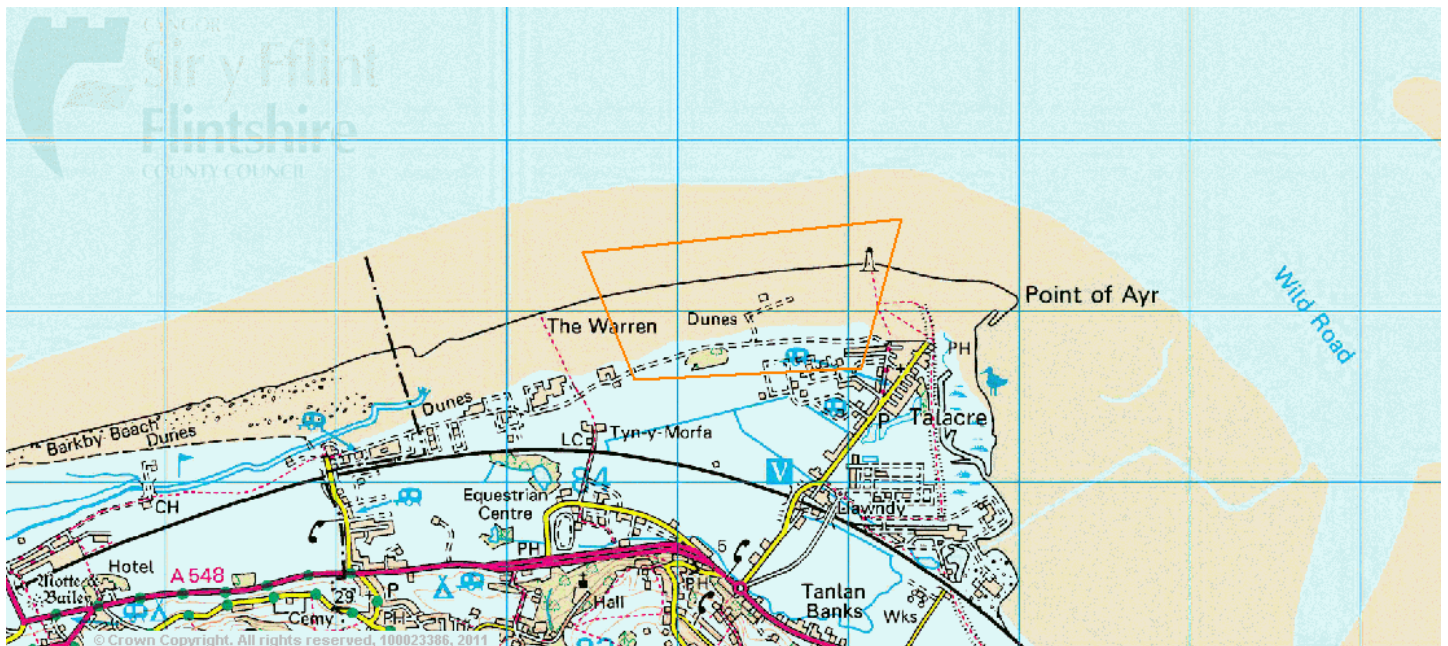 CYNGOR
Sir y Fflint
Flintshire
COUNTY COUNCIL
Wild Road
Point of Ayr
The Warren
Dunes
PH
Dunes
Talacre
P
Barkby Beach
Dunes
LC
Tyn-y-Morfa
84
V
CH
Equestrian
Centre
Llawndy
Hotel
A 548
PH
5
Motte &
Bailey
29
P
Cemy
PH
Hall
PH
Tanlan
Banks
Wks
© Crown Copyright. All rights reserved, 100023386, 2011